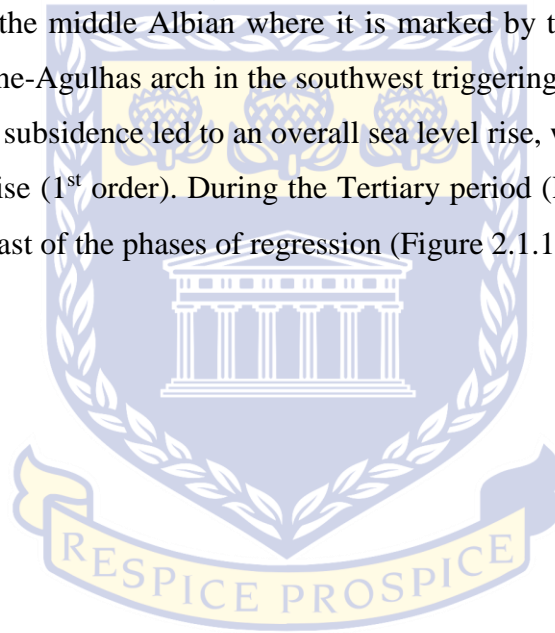 the middle Albian where it is marked by t
ne-Agulhas arch in the southwest triggering
subsidence led to an overall sea level rise,
ise (1st order). During the Tertiary period (
ast of the phases of regression (Figure 2.1.1
RESPICE PROSPICE